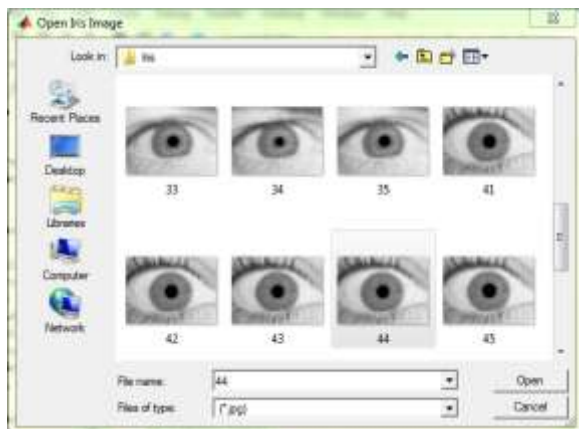 Open Iris Image
Look in:
Iris
Recent Places
Desktop
Libraries
Computer
Network
33
34
35
41
42
43
44
45
File name:
44
Open
Files of type:
(*.jpg)
Cancel